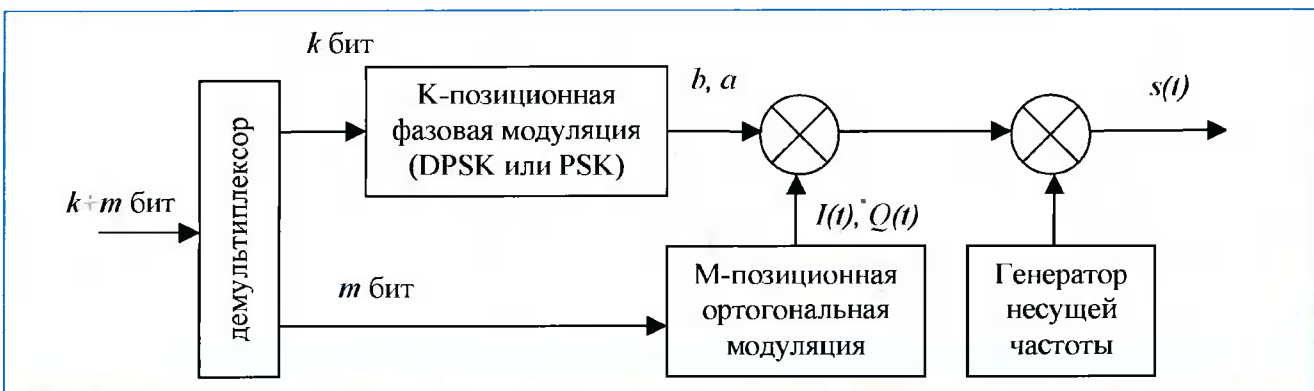 k бит
К-позиционная
фазовая модуляция
(DPSK или PSK)
b, a
s(t)
демультиплексор
k+m бит
I(t), Q(t)
m бит
М-позиционная
ортогональная
модуляция
Генератор
несущей
частоты